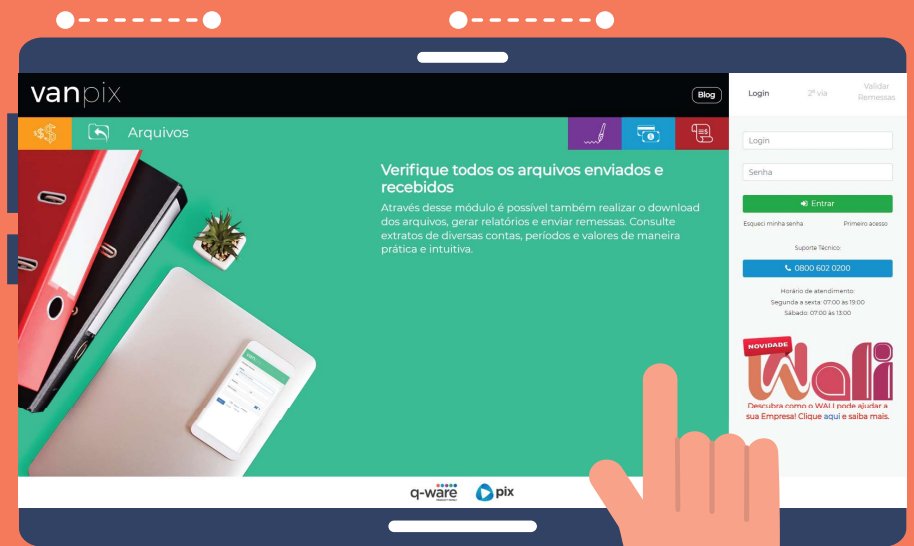 vanpix
Blog
Login
2ª via
Validar
Remessas
Arquivos
Verifique todos os arquivos enviados e
recebidos
Através desse módulo é possível também realizar o download
dos arquivos, gerar relatórios e enviar remessas. Consulte
extratos de diversas contas, períodos e valores de maneira
prática e intuitiva.
Login
Senha
Entrar
Esqueci minha senha
Primeiro acesso
Suporte Técnico:
0800 602 0200
Horário de atendimento:
Segunda a sexta: 07:00 às 19:00
Sábado: 07:00 às 13:00
NOVIDADE
Wali
Descubra como o WALI pode ajudar a
sua Empresa! Clique aqui e saiba mais.
q-ware
pix